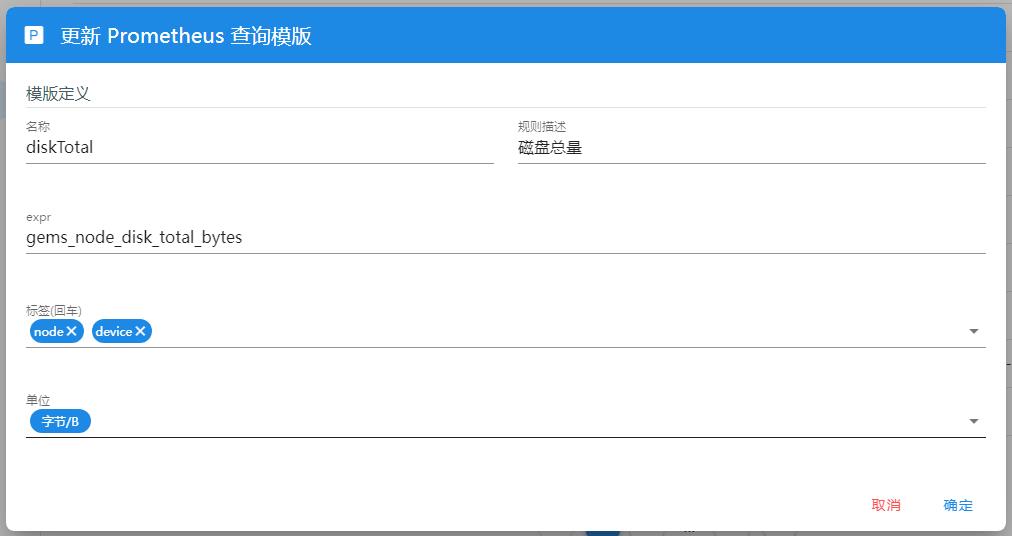 P 更新 Prometheus 查询模版
模版定义
名称 规则描述
diskTotal 磁盘总量
expr
gems_node_disk_total_bytes
标签(回车)
node device
单位
字节/B
取消 确定